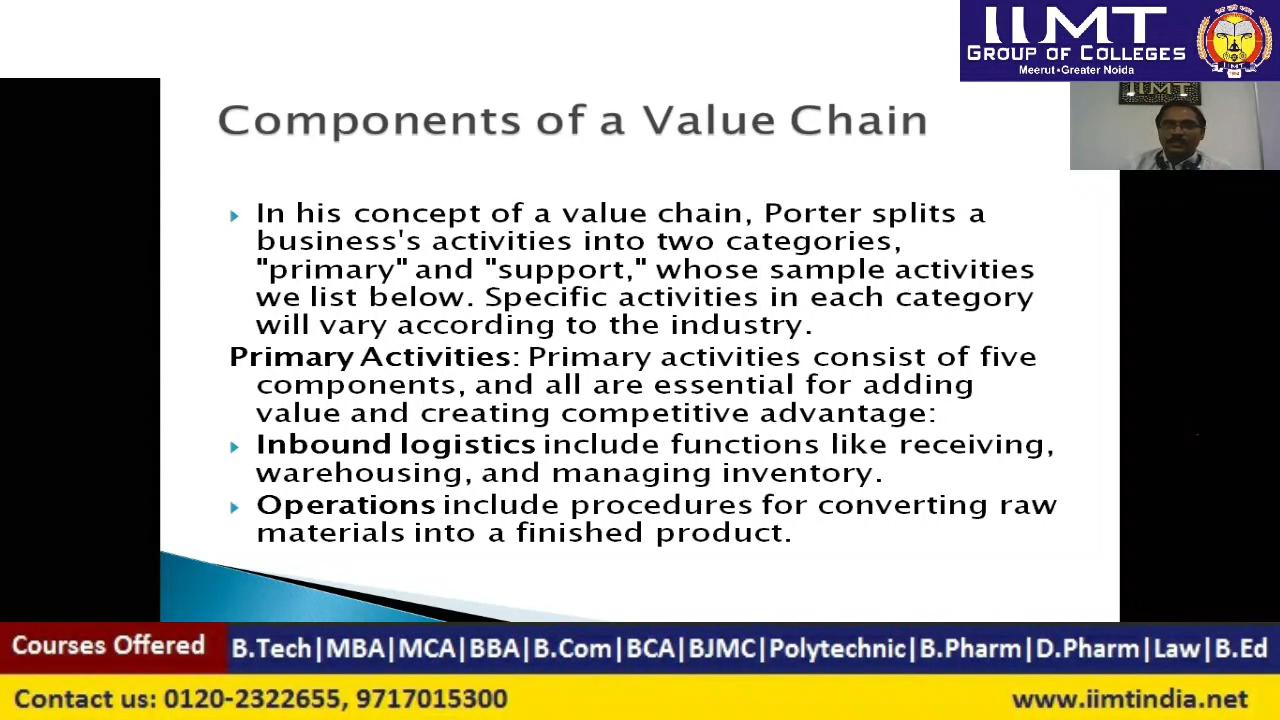 IIMT
GROUP OF COLLEGES
Meerut•Greater Noida
IIMT
IIMT
Components of a Value Chain
In his concept of a value chain, Porter splits a
business's activities into two categories,
"primary" and "support," whose sample activities
we list below. Specific activities in each category
will vary according to the industry.
Primary Activities: Primary activities consist of five
components, and all are essential for adding
value and creating competitive advantage:
Inbound logistics include functions like receiving,
warehousing, and managing inventory.
Operations include procedures for converting raw
materials into a finished product.
Courses Offered B.Tech|MBA|MCA|BBA|B.Com|BCA|BJMC|Polytechnic|B.Pharm|D.Pharm|Law|B.Ed
Contact us: 0120-2322655, 9717015300 www.iimtindia.net